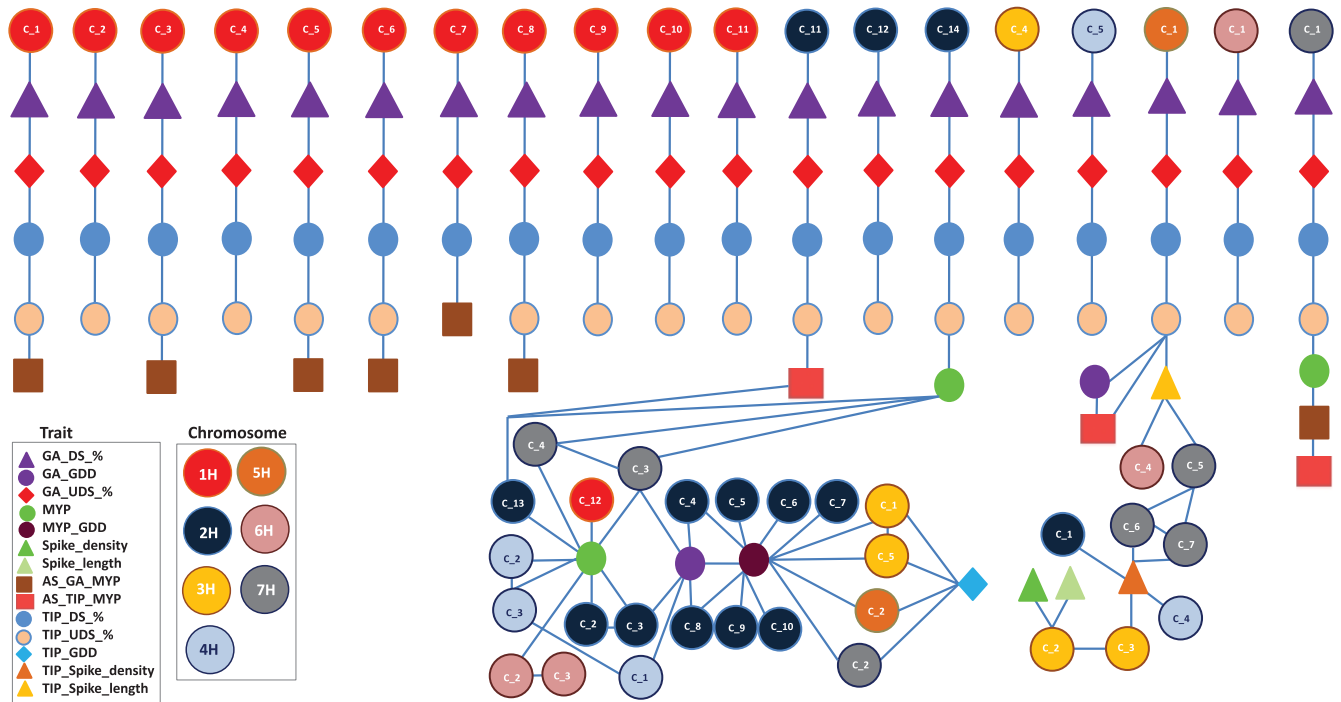 C_1 C_2 C_3 C_4 C_5 C_6 C_7 C_8 C_9 C_10 C_11 C_11 C_12 C_14 C_4 C_5 C_1 C_1 C_1
Trait
GA_DS_%
GA_GDD
GA_UDS_%
MYP
MYP_GDD
Spike_density
Spike_length
AS_GA_MYP
AS_TIP_MYP
TIP_DS_%
TIP_UDS_%
TIP_GDD
TIP_Spike_density
TIP_Spike_length
Chromosome
1H 5H
2H 6H
3H 7H
4H
C_4
C_3
C_13 C_12 C_4 C_5 C_6 C_7 C_1
C_2 C_5
C_3 C_2 C_3 C_8 C_9 C_10 C_2
C_2 C_3 C_1 C_2
C_4 C_5
C_1 C_6
C_7
C_4
C_2 C_3